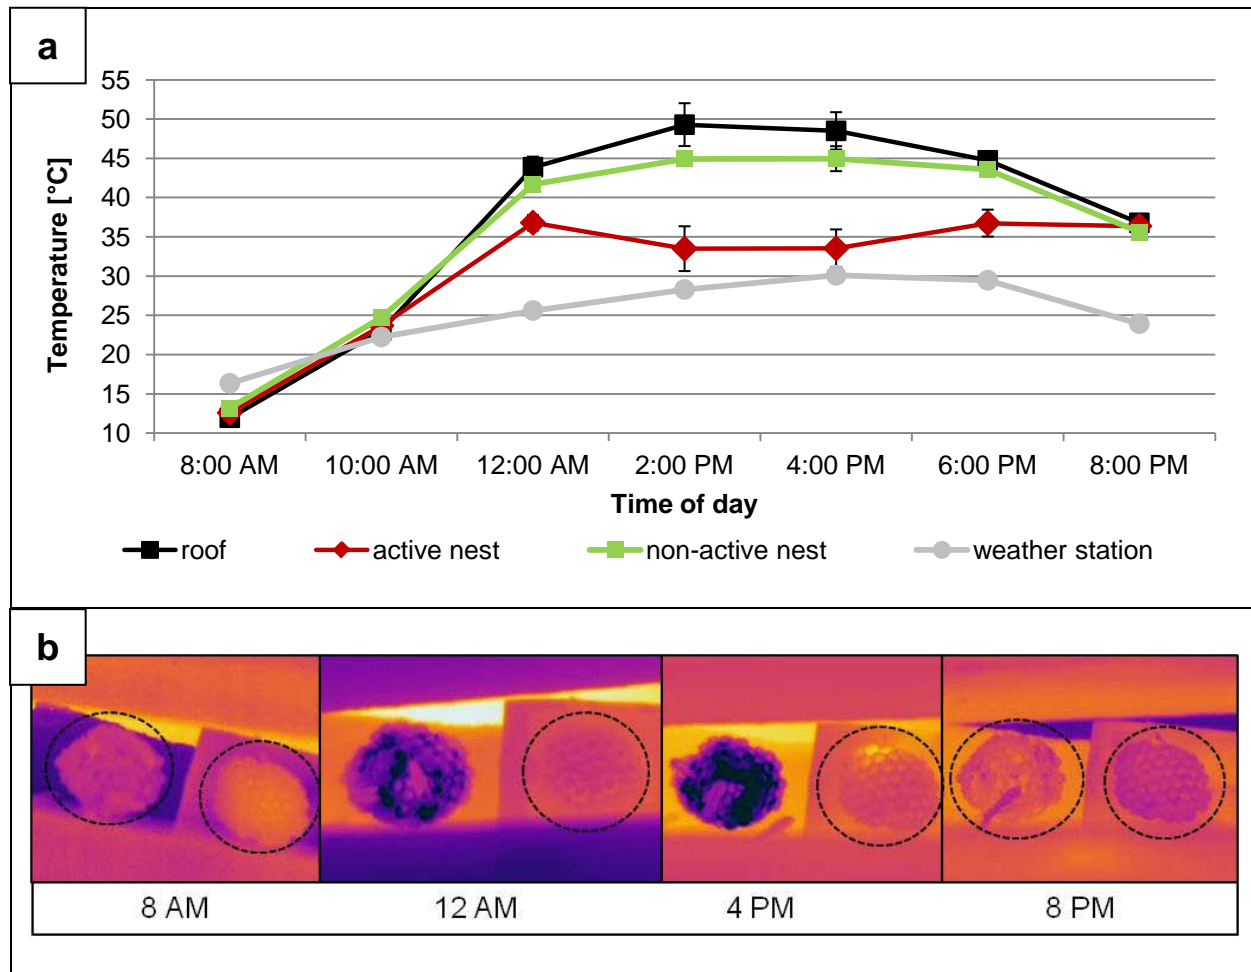 a
55
50
45
40
35
30
25
20
15
10
Temperature [°C]
8:00 AM 10:00 AM 12:00 AM 2:00 PM 4:00 PM 6:00 PM 8:00 PM
Time of day
roof active nest non-active nest weather station
b
8 AM 12 AM 4 PM 8 PM